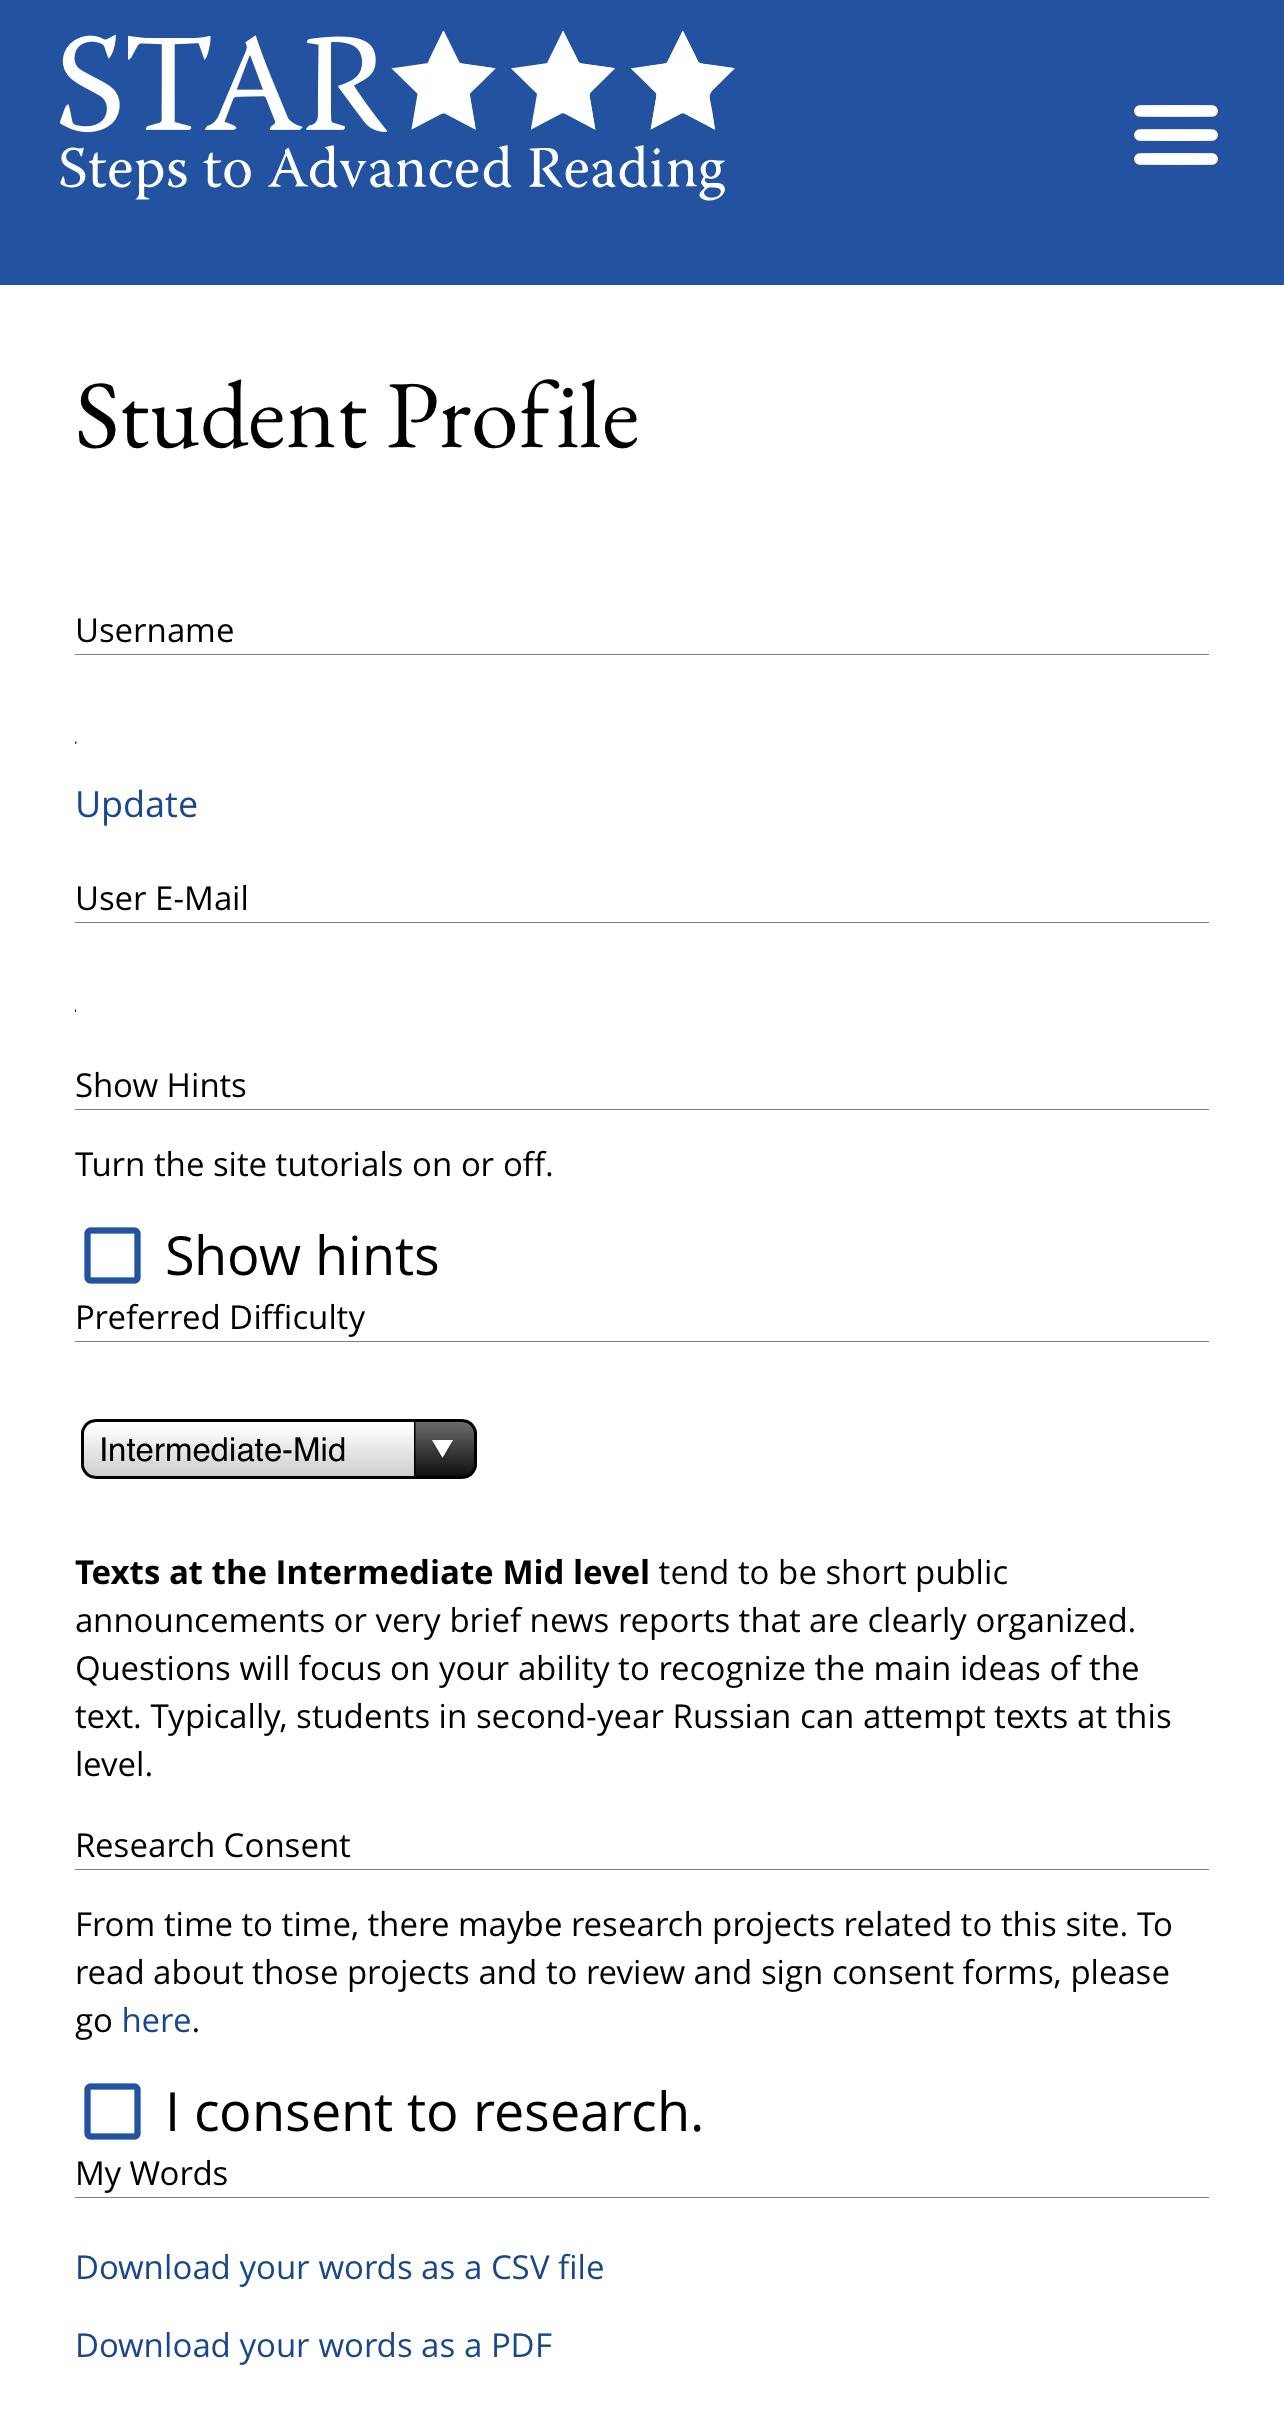 STAR
Steps to Advanced Reading
Student Profile
Username
Update
User E-Mail
Show Hints
Turn the site tutorials on or off.
Show hints
Preferred Difficulty
Intermediate-Mid
Texts at the Intermediate Mid level tend to be short public
announcements or very brief news reports that are clearly organized.
Questions will focus on your ability to recognize the main ideas of the
text. Typically, students in second-year Russian can attempt texts at this
level.
Research Consent
From time to time, there maybe research projects related to this site. To
read about those projects and to review and sign consent forms, please
go here.
I consent to research.
My Words
Download your words as a CSV file
Download your words as a PDF